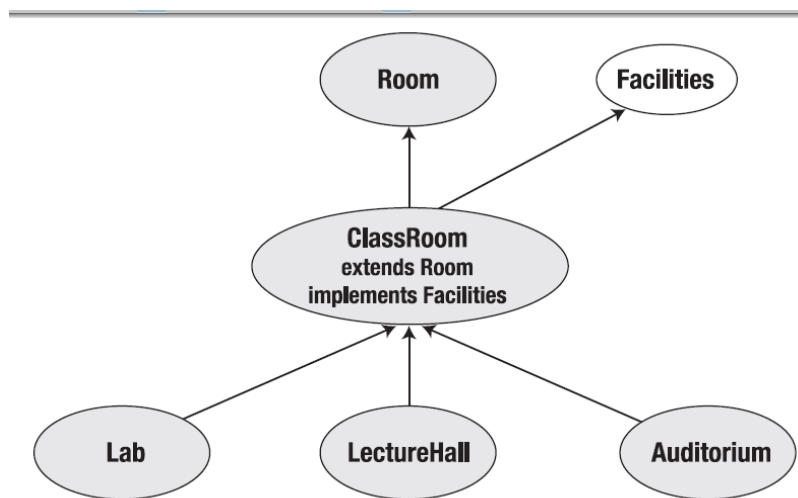 Room
Facilities
ClassRoom
extends Room
implements Facilities
Lab
LectureHall
Auditorium